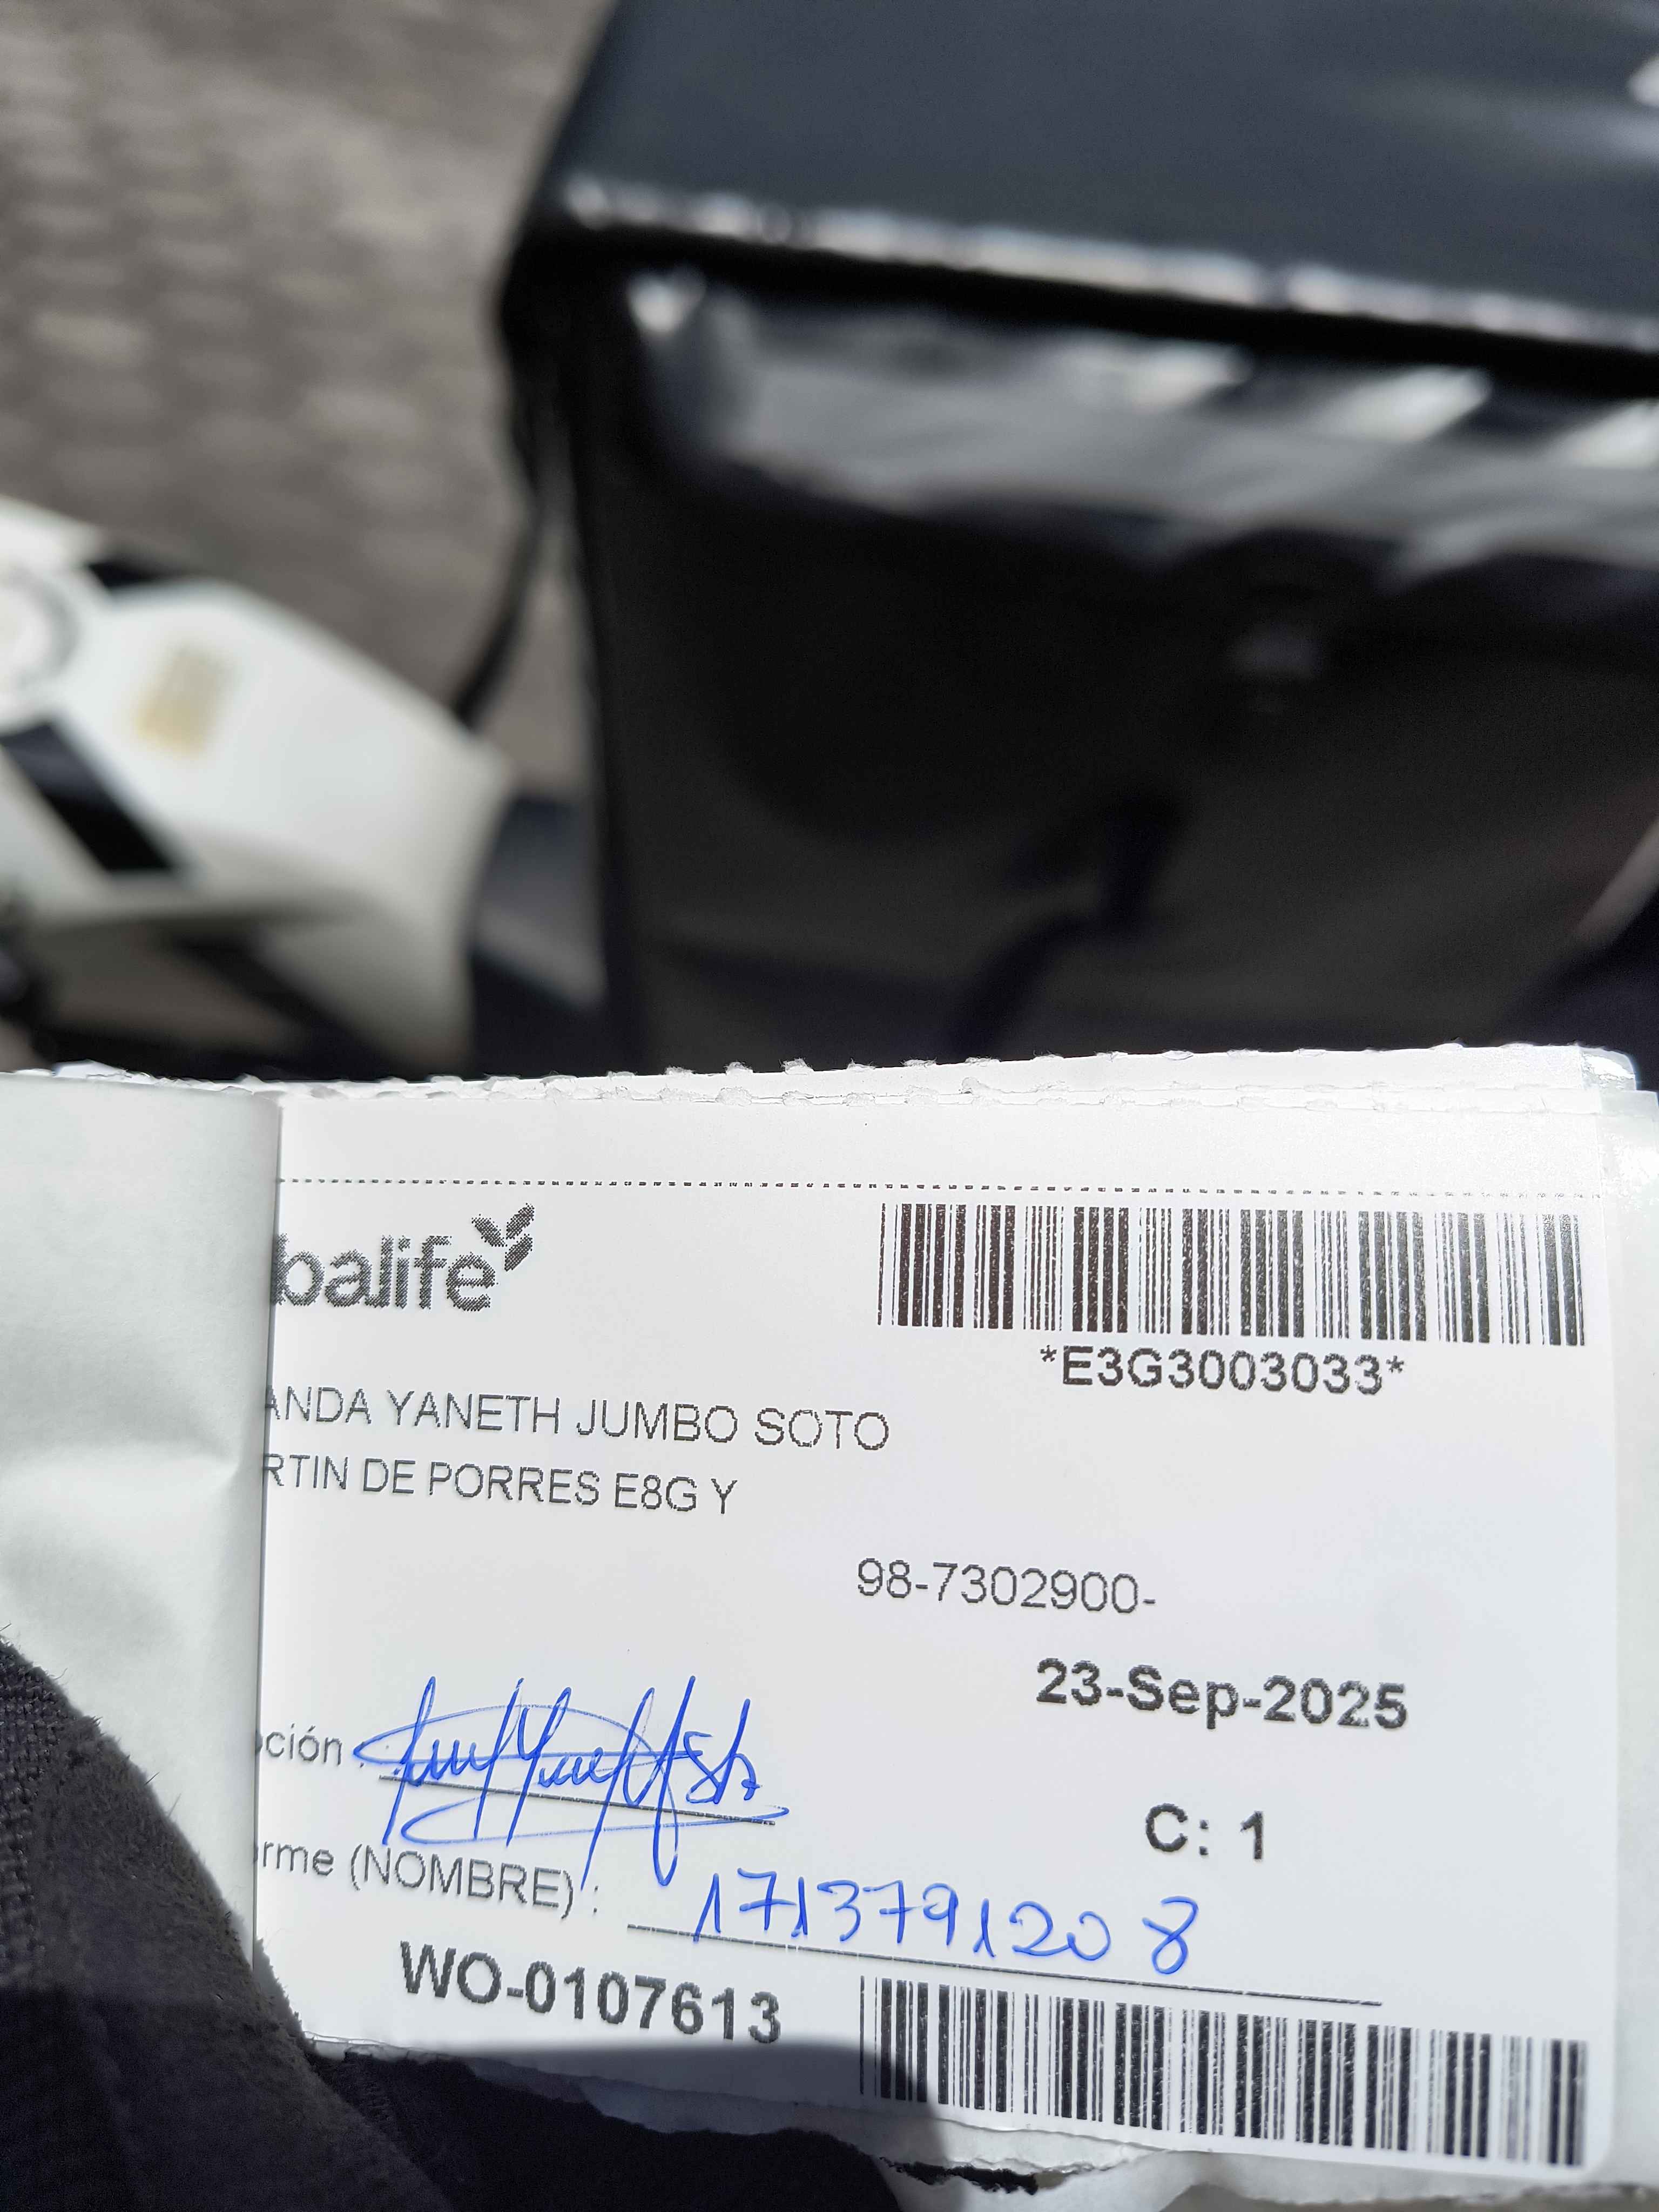 balife
*E3G3003033*
ANDA YANETH JUMBO SOTO
RTIN DE PORRES E8G Y
98-7302900-
23-Sep-2025
ción :
C: 1
rme (NOMBRE) : 1713791208
WO-0107613